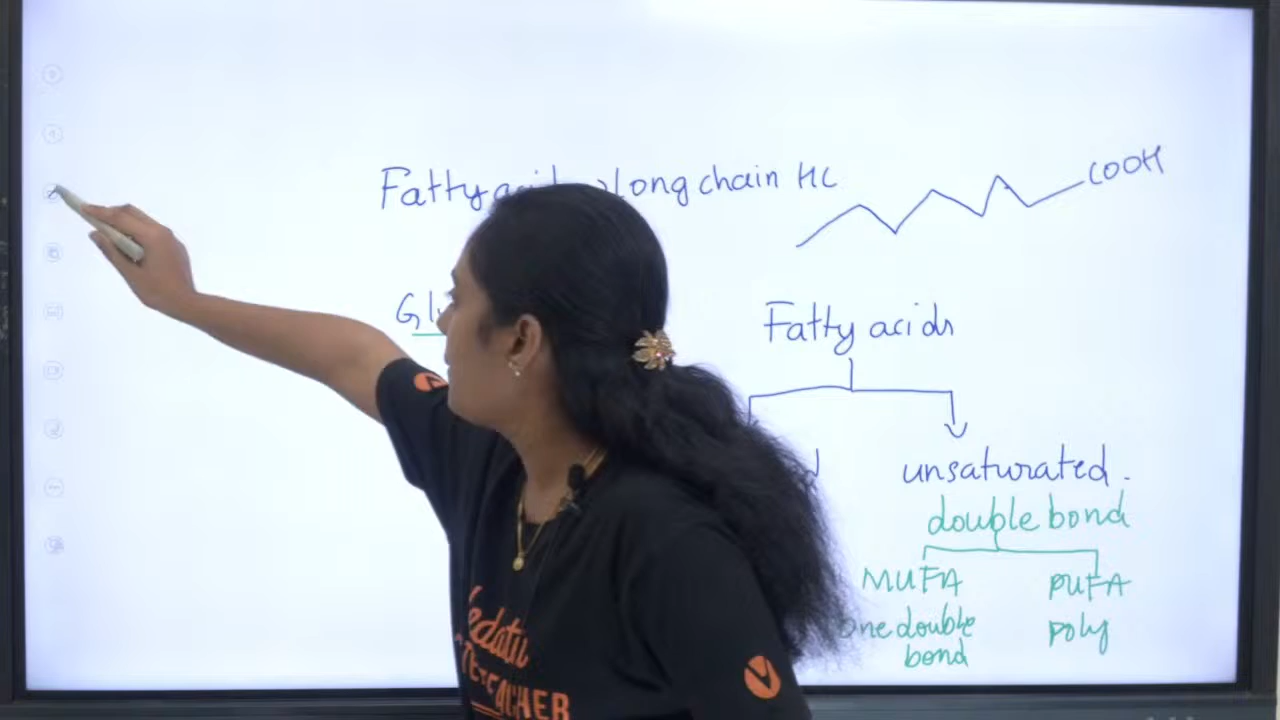 Fatty long chain HC
COOH
Fatty acids
unsaturated.
double bond
MUFA PUFA
one double poly
bond